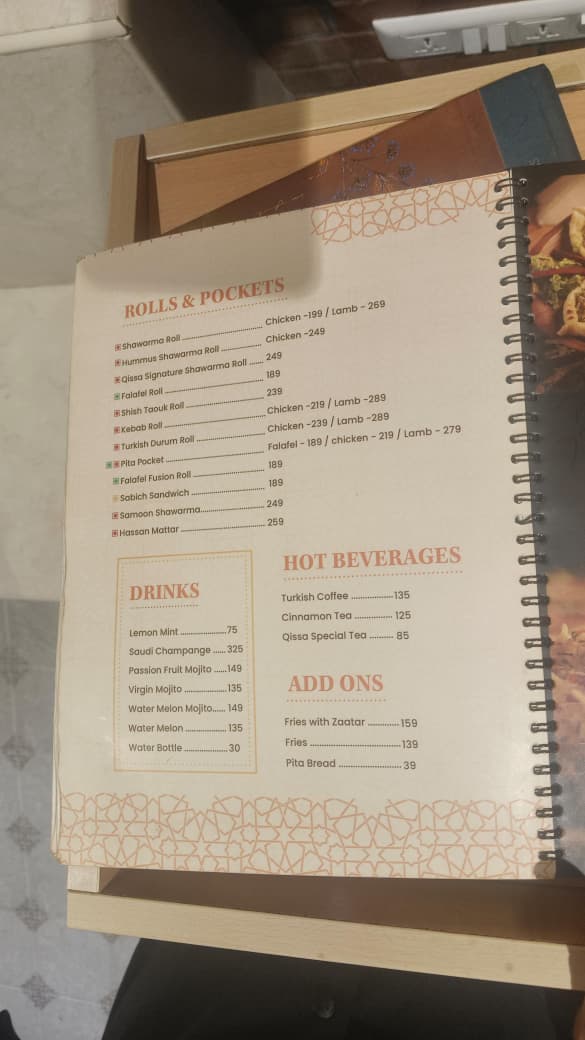 ROLLS & POCKETS
Shawarma Roll ........................ Chicken -199 / Lamb - 269
Hummus Shawarma Roll ............ Chicken -249
Qissa Signature Shawarma Roll ...... 249
Falafel Roll ........................ 189
Shish Taouk Roll ........................ 239
Kebab Roll ........................ Chicken -219 / Lamb -289
Turkish Durum Roll ........................ Chicken -239 / Lamb -289
Pita Pocket ........................ Falafel - 189 / chicken - 219 / Lamb - 279
Falafel Fusion Roll ........................ 189
Sabich Sandwich ........................ 189
Samoon Shawarma........................ 249
Hassan Mattar ........................ 259
DRINKS
Lemon Mint ......................75
Saudi Champange ...... 325
Passion Fruit Mojito ......149
Virgin Mojito ....................135
Water Melon Mojito...... 149
Water Melon ................... 135
Water Bottle .................. 30
HOT BEVERAGES
Turkish Coffee ..................135
Cinnamon Tea ................ 125
Qissa Special Tea .......... 85
ADD ONS
Fries with Zaatar .............159
Fries .....................................139
Pita Bread ......................... 39